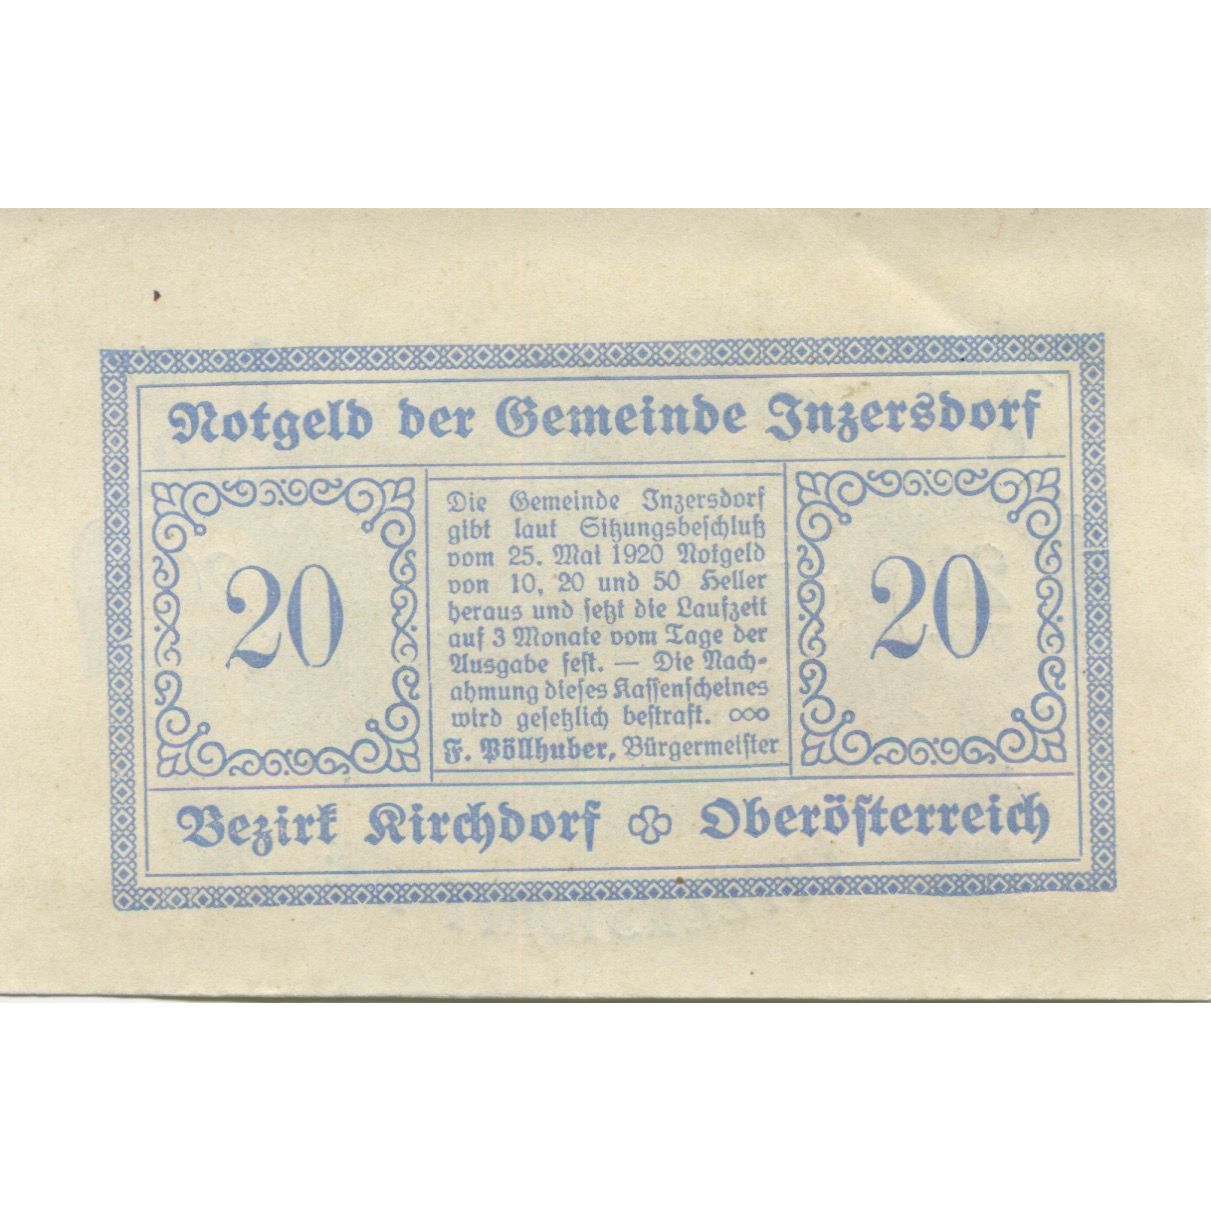 Notgeld der Gemeinde Inzersdorf
20
Die Gemeinde Inzersdorf
gibt laut Sitzungsbeschluß
vom 25. Mai 1920 Notgeld
von 10, 20 und 50 Heller
heraus und setzt die Laufzeit
auf 3 Monate vom Tage der
Ausgabe fest. — Die Nach-
ahmung dieses Kassenscheines
wird gesetzlich bestraft.
F. Pöllhuber, Bürgermeister
20
Bezirk Kirchdorf Oberösterreich